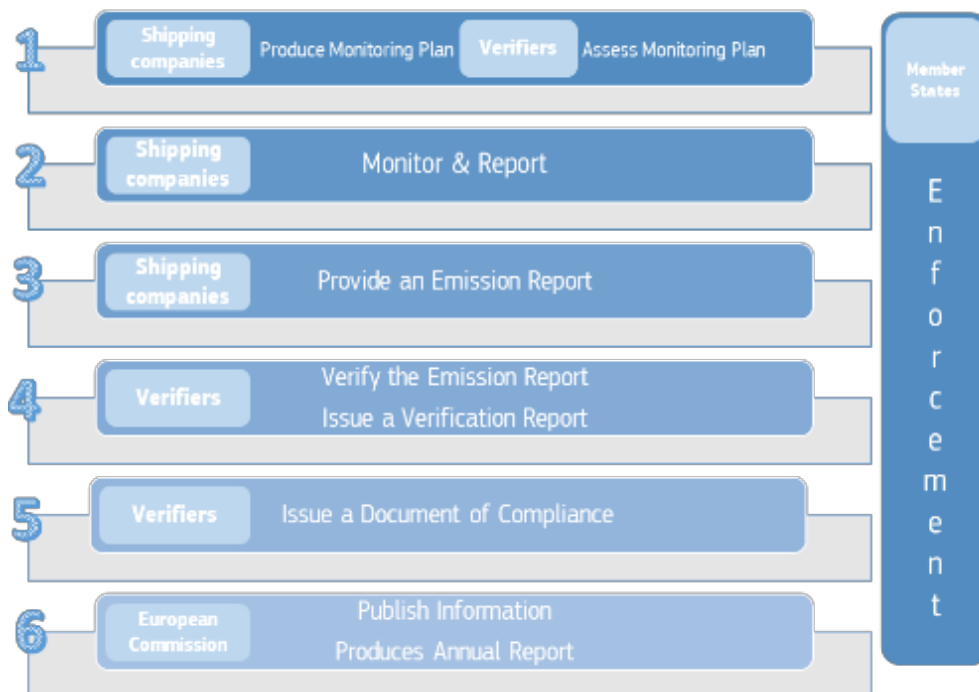 1
Shipping
companies
Produce Monitoring Plan
Verifiers
Assess Monitoring Plan
2
Shipping
companies
Monitor & Report
3
Shipping
companies
Provide an Emission Report
4
Verifiers
Verify the Emission Report
Issue a Verification Report
5
Verifiers
Issue a Document of Compliance
6
European
Commission
Publish Information
Produces Annual Report
Member
States
Enforcement